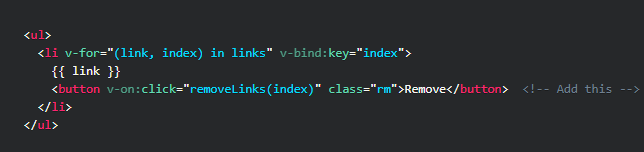 <ul>
<li v-for="(link, index) in links" v-bind:key="index">
{{ link }}
<button v-on:click="removeLinks(index)" class="rm">Remove</button> <!-- Add this -->
</li>
</ul>